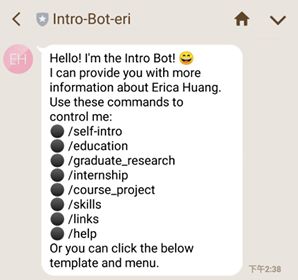 Intro-Bot-eri
EH
Hello! I'm the Intro Bot! 😄
I can provide you with more
information about Erica Huang.
Use these commands to
control me:
⚫ /self-intro
⚫ /education
⚫ /graduate_research
⚫ /internship
⚫ /course_project
⚫ /skills
⚫ /links
⚫ /help
Or you can click the below
template and menu.
下午2:38